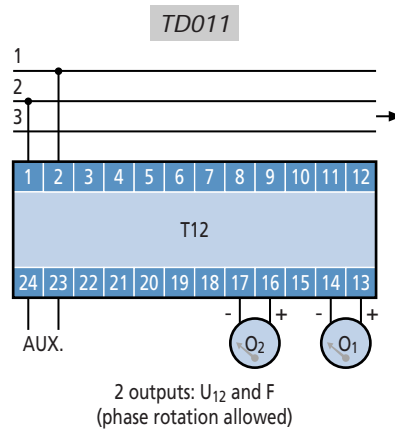 TD011
1
2
3
1 2 3 4 5 6 7 8 9 10 11 12
T12
24 23 22 21 20 19 18 17 16 15 14 13
- + - +
AUX. O₂ O₁
2 outputs: U₁₂ and F
(phase rotation allowed)